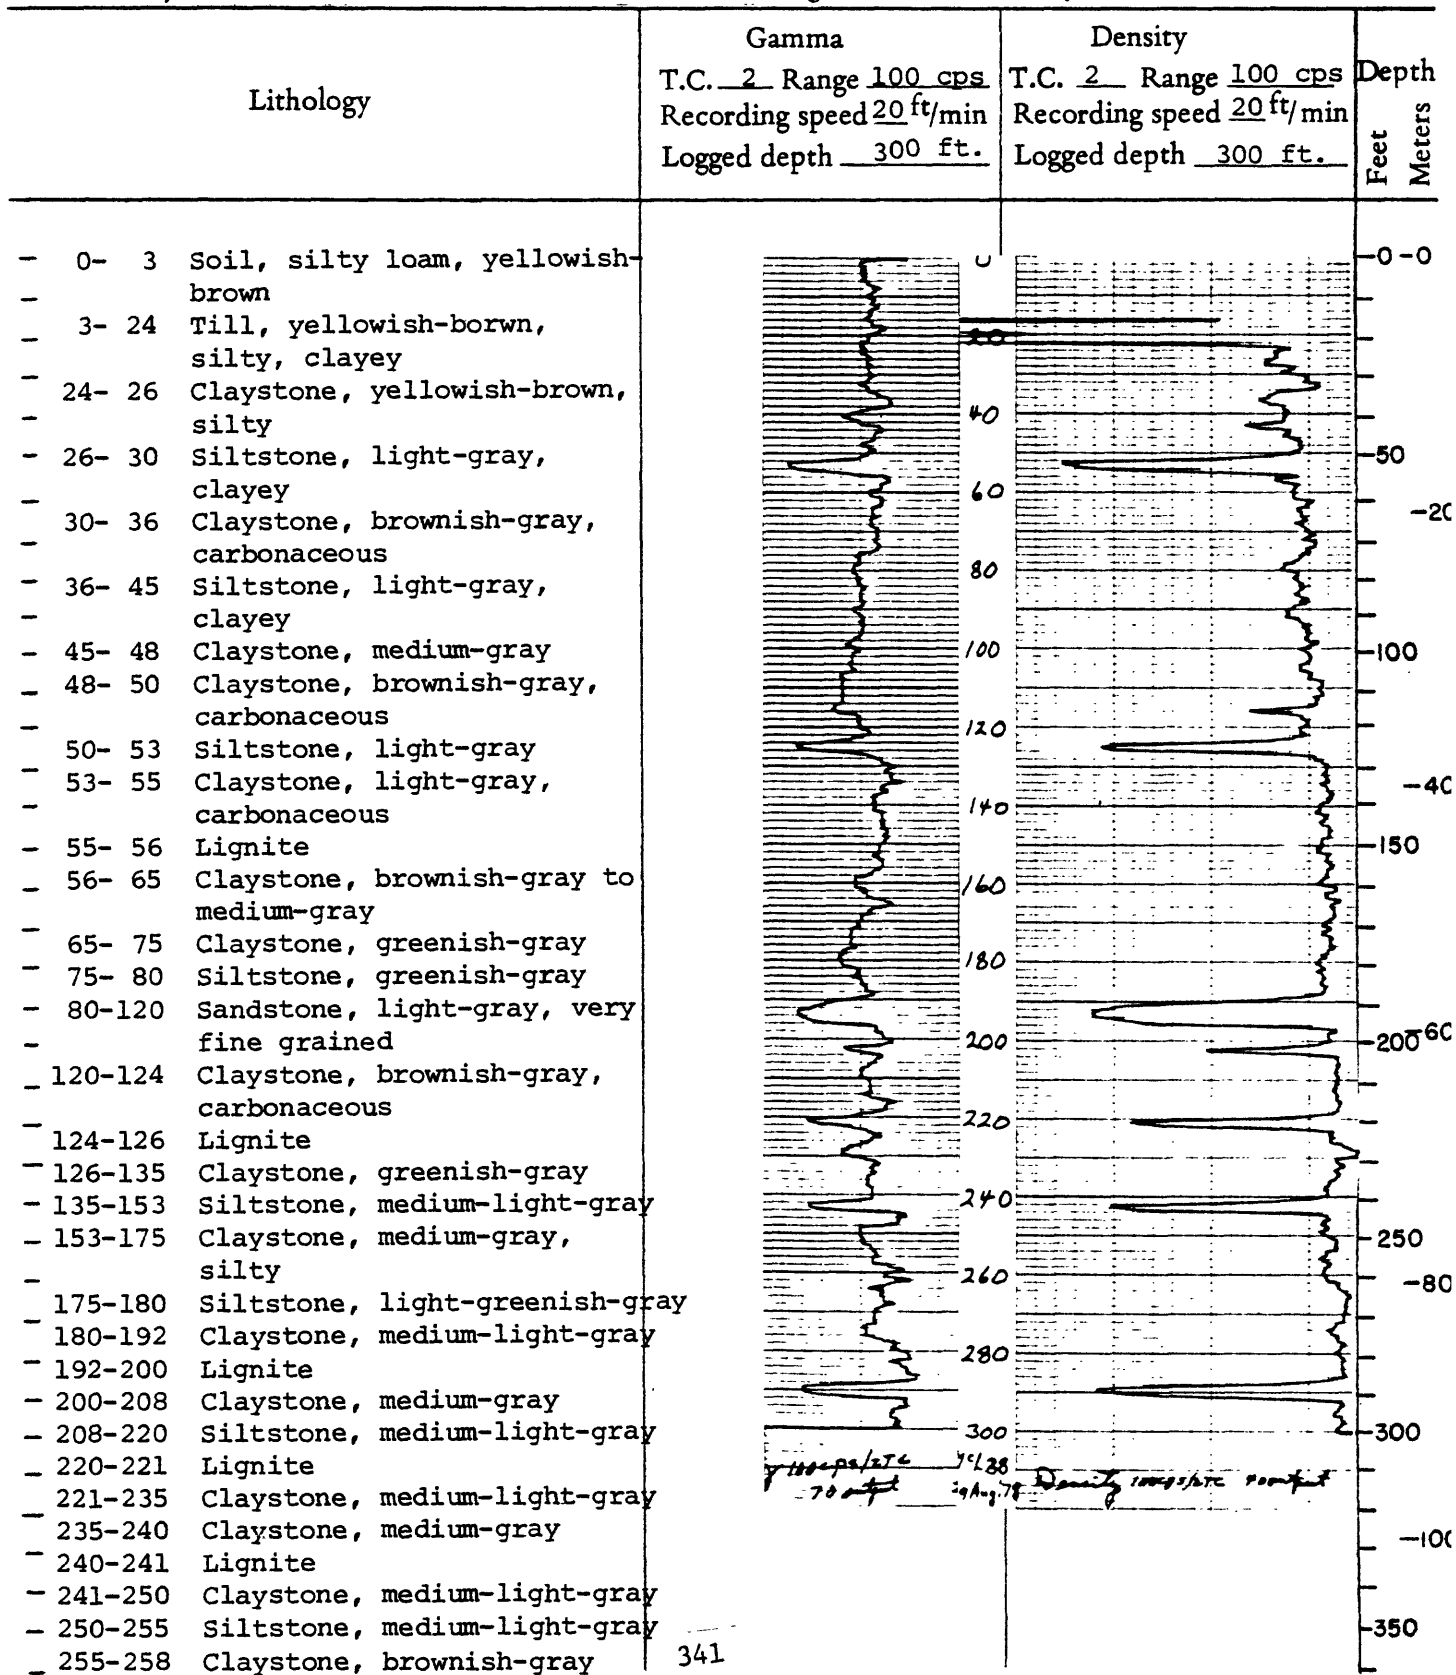 Lithology
Gamma
T.C. 2 Range 100 cps
Recording speed 20 ft/min
Logged depth 300 ft.
Density
T.C. 2 Range 100 cps
Recording speed 20 ft/min
Logged depth 300 ft.
Depth
Feet
Meters
0- 3 Soil, silty loam, yellowish-
brown
3- 24 Till, yellowish-borwn,
silty, clayey
24- 26 Claystone, yellowish-brown,
silty
26- 30 Siltstone, light-gray,
clayey
30- 36 Claystone, brownish-gray,
carbonaceous
36- 45 Siltstone, light-gray,
clayey
45- 48 Claystone, medium-gray
48- 50 Claystone, brownish-gray,
carbonaceous
50- 53 Siltstone, light-gray
53- 55 Claystone, light-gray,
carbonaceous
55- 56 Lignite
56- 65 Claystone, brownish-gray to
medium-gray
65- 75 Claystone, greenish-gray
75- 80 Siltstone, greenish-gray
80-120 Sandstone, light-gray, very
fine grained
120-124 Claystone, brownish-gray,
carbonaceous
124-126 Lignite
126-135 Claystone, greenish-gray
135-153 Siltstone, medium-light-gray
153-175 Claystone, medium-gray,
silty
175-180 Siltstone, light-greenish-gray
180-192 Claystone, medium-light-gray
192-200 Lignite
200-208 Claystone, medium-gray
208-220 Siltstone, medium-light-gray
220-221 Lignite
221-235 Claystone, medium-light-gray
235-240 Claystone, medium-gray
240-241 Lignite
241-250 Claystone, medium-light-gray
250-255 Siltstone, medium-light-gray
255-258 Claystone, brownish-gray
40
60
80
100
120
140
160
180
200
220
240
260
280
300
100cps/2TC
29 Aug. 78
Density 100cps/2TC
0 -0
50
-20
100
-40
150
200
-60
250
-80
300
-100
350
341